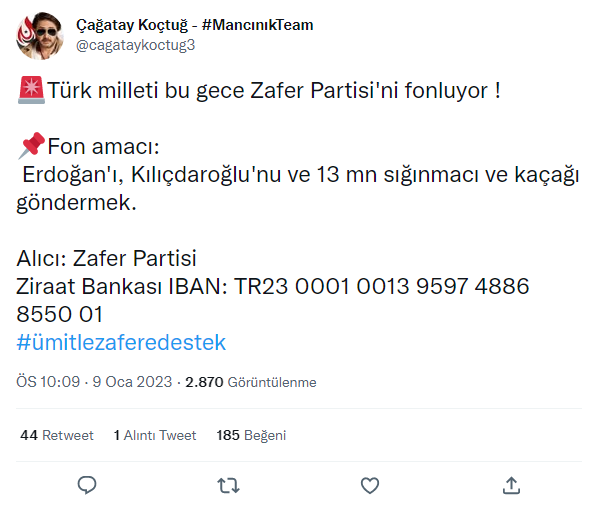 Çağatay Koçtuğ - #MancınıkTeam
@cagataykoctug3
🚨Türk milleti bu gece Zafer Partisi'ni fonluyor !
📌Fon amacı:
Erdoğan'ı, Kılıçdaroğlu'nu ve 13 mn sığınmacı ve kaçağı
göndermek.
Alıcı: Zafer Partisi
Ziraat Bankası IBAN: TR23 0001 0013 9597 4886
8550 01
#ümitlezaferedestek
ÖS 10:09 · 9 Oca 2023 · 2.870 Görüntülenme
44 Retweet 1 Alıntı Tweet 185 Beğeni